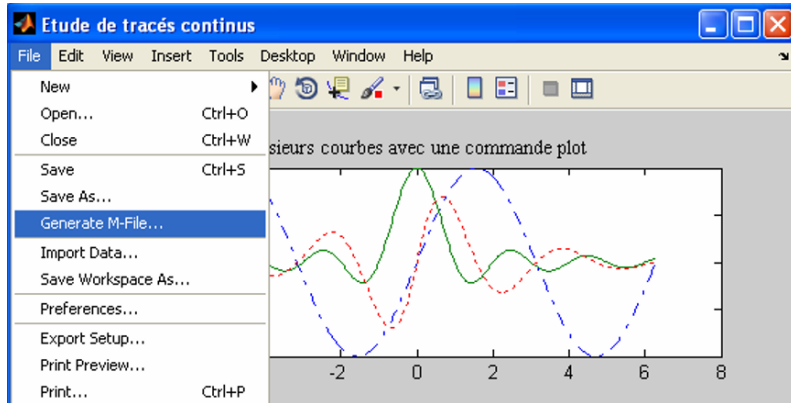 Etude de tracés continus
File Edit View Insert Tools Desktop Window Help
New
Open... Ctrl+O
Close Ctrl+W
sieurs courbes avec une commande plot
Save Ctrl+S
Save As...
Generate M-File...
Import Data...
Save Workspace As...
Preferences...
Export Setup...
Print Preview...
-2 0 2 4 6 8
Print... Ctrl+P